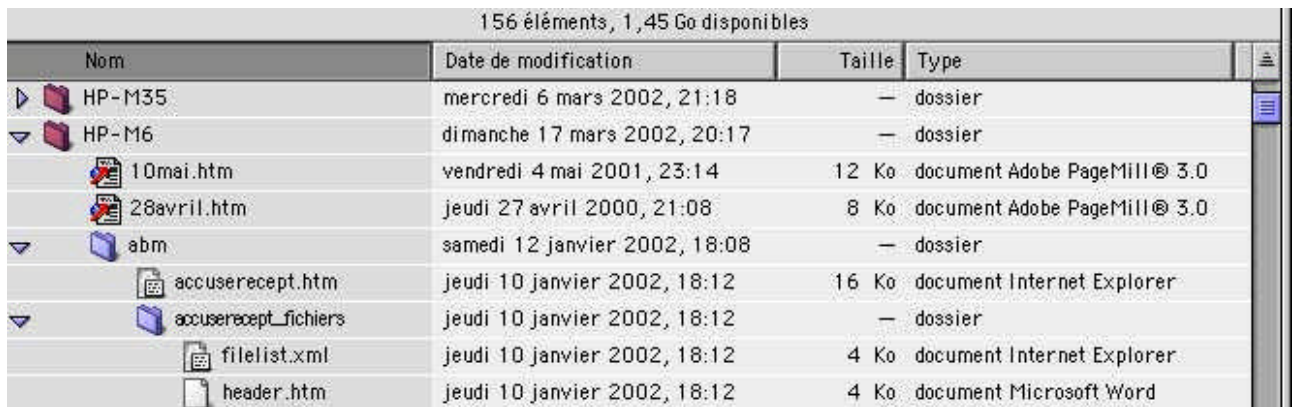 156 éléments, 1,45 Go disponibles
Nom Date de modification Taille Type
HP-M35 mercredi 6 mars 2002, 21:18 — dossier
HP-M6 dimanche 17 mars 2002, 20:17 — dossier
10mai.htm vendredi 4 mai 2001, 23:14 12 Ko document Adobe PageMill® 3.0
28avril.htm jeudi 27 avril 2000, 21:08 8 Ko document Adobe PageMill® 3.0
abm samedi 12 janvier 2002, 18:08 — dossier
accuserecept.htm jeudi 10 janvier 2002, 18:12 16 Ko document Internet Explorer
accuserecept_fichiers jeudi 10 janvier 2002, 18:12 — dossier
filelist.xml jeudi 10 janvier 2002, 18:12 4 Ko document Internet Explorer
header.htm jeudi 10 janvier 2002, 18:12 4 Ko document Microsoft Word